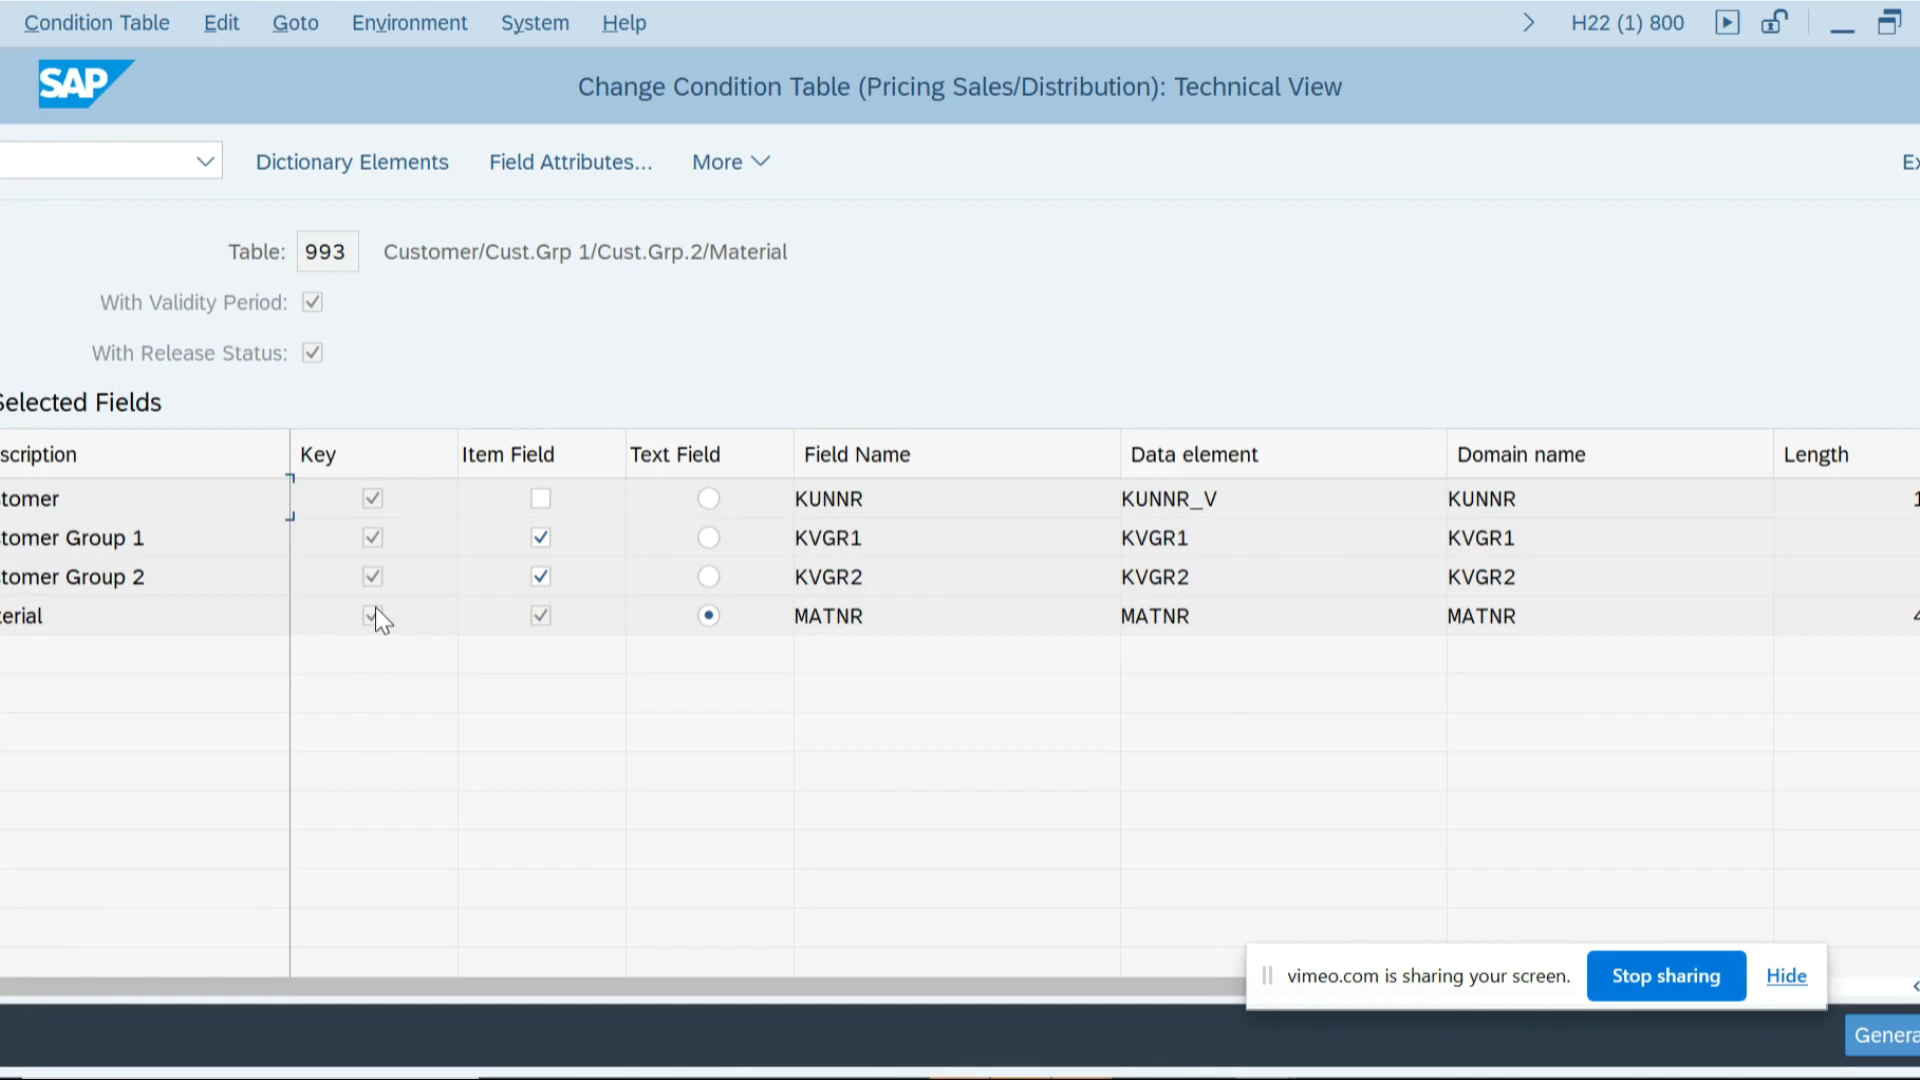 Condition Table Edit Goto Environment System Help H22 (1) 800
SAP
Change Condition Table (Pricing Sales/Distribution): Technical View
Dictionary Elements Field Attributes... More Ex
Table: 993 Customer/Cust.Grp 1/Cust.Grp.2/Material
With Validity Period:
With Release Status:
Selected Fields
scription Key Item Field Text Field Field Name Data element Domain name Length
tomer KUNNR KUNNR_V KUNNR 1
tomer Group 1 KVGR1 KVGR1 KVGR1
tomer Group 2 KVGR2 KVGR2 KVGR2
erial MATNR MATNR MATNR 4
vimeo.com is sharing your screen. Stop sharing Hide
Genera